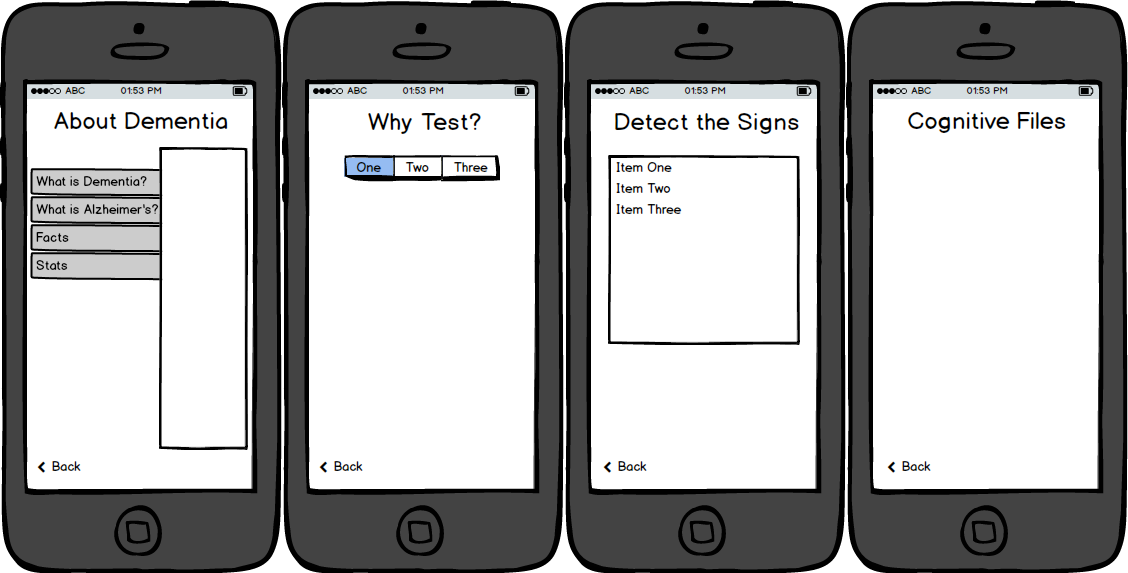 ABC 01:53 PM
About Dementia
What is Dementia?
What is Alzheimer's?
Facts
Stats
Back
ABC 01:53 PM
Why Test?
One Two Three
Back
ABC 01:53 PM
Detect the Signs
Item One
Item Two
Item Three
Back
ABC 01:53 PM
Cognitive Files
Back